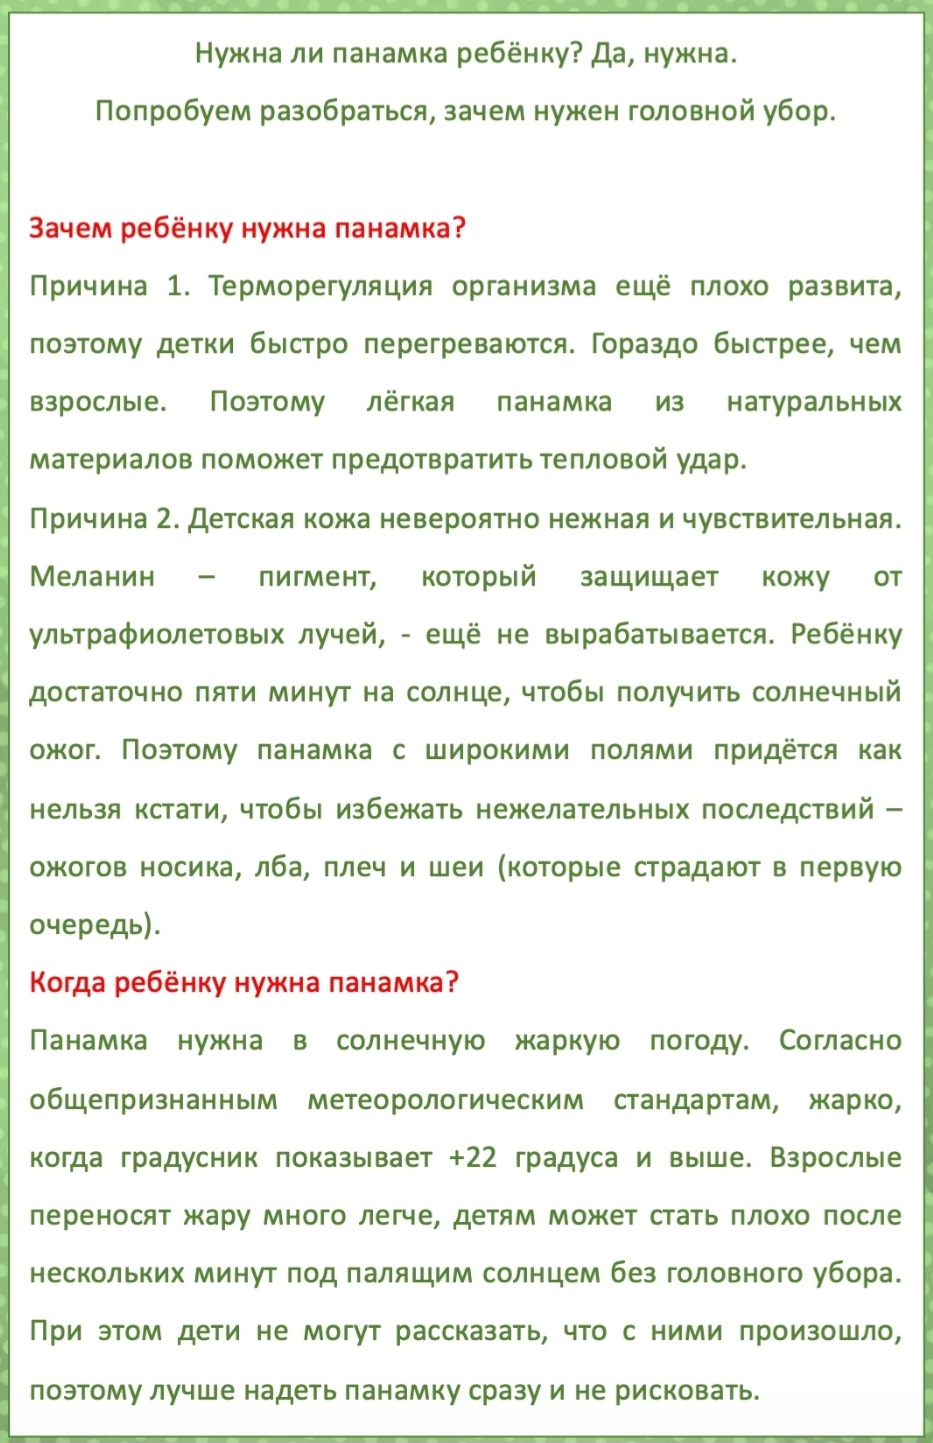 Нужна ли панамка ребёнку? Да, нужна.
Попробуем разобраться, зачем нужен головной убор.
Зачем ребёнку нужна панамка?
Причина 1. Терморегуляция организма ещё плохо развита,
поэтому детки быстро перегреваются. Гораздо быстрее, чем
взрослые. Поэтому лёгкая панамка из натуральных
материалов поможет предотвратить тепловой удар.
Причина 2. Детская кожа невероятно нежная и чувствительная.
Меланин – пигмент, который защищает кожу от
ультрафиолетовых лучей, - ещё не вырабатывается. Ребёнку
достаточно пяти минут на солнце, чтобы получить солнечный
ожог. Поэтому панамка с широкими полями придётся как
нельзя кстати, чтобы избежать нежелательных последствий –
ожогов носика, лба, плеч и шеи (которые страдают в первую
очередь).
Когда ребёнку нужна панамка?
Панамка нужна в солнечную жаркую погоду. Согласно
общепризнанным метеорологическим стандартам, жарко,
когда градусник показывает +22 градуса и выше. Взрослые
переносят жару много легче, детям может стать плохо после
нескольких минут под палящим солнцем без головного убора.
При этом дети не могут рассказать, что с ними произошло,
поэтому лучше надеть панамку сразу и не рисковать.